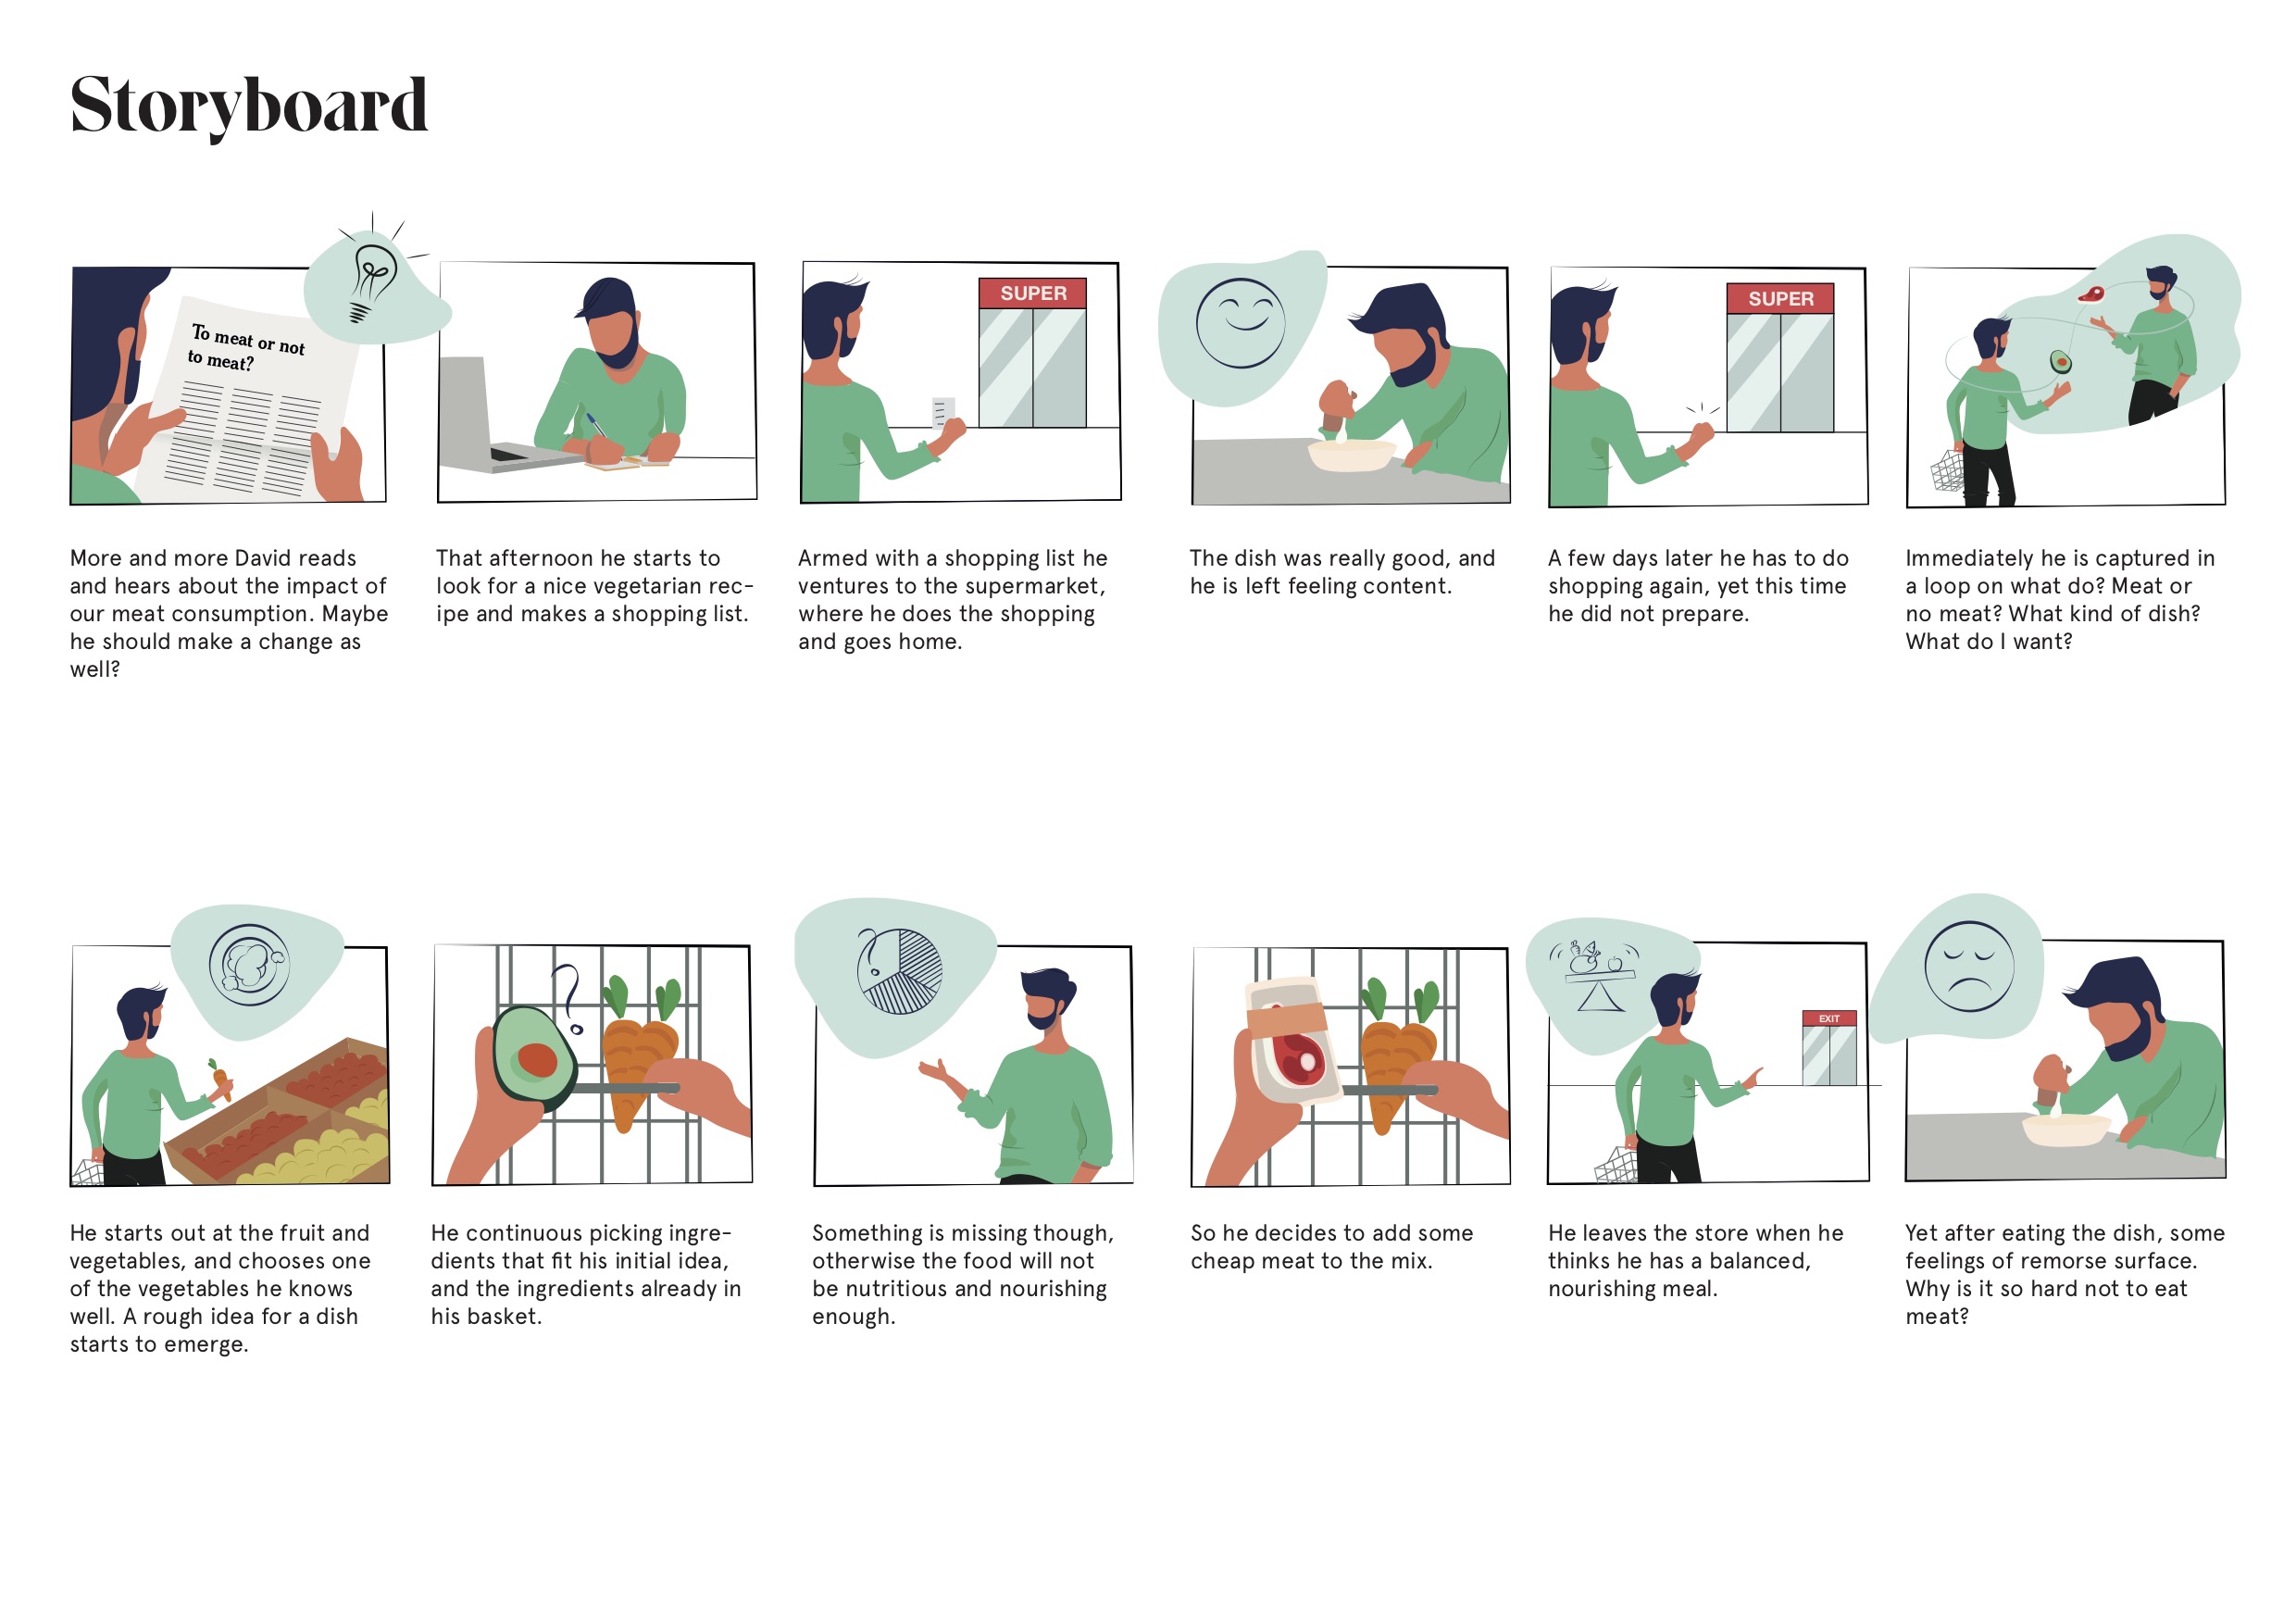 Storyboard
To meat or not
to meat?
SUPER
SUPER
More and more David reads
and hears about the impact of
our meat consumption. Maybe
he should make a change as
well?
That afternoon he starts to
look for a nice vegetarian rec-
ipe and makes a shopping list.
Armed with a shopping list he
ventures to the supermarket,
where he does the shopping
and goes home.
The dish was really good, and
he is left feeling content.
A few days later he has to do
shopping again, yet this time
he did not prepare.
Immediately he is captured in
a loop on what do? Meat or
no meat? What kind of dish?
What do I want?
?
?
EXIT
He starts out at the fruit and
vegetables, and chooses one
of the vegetables he knows
well. A rough idea for a dish
starts to emerge.
He continuous picking ingre-
dients that fit his initial idea,
and the ingredients already in
his basket.
Something is missing though,
otherwise the food will not
be nutritious and nourishing
enough.
So he decides to add some
cheap meat to the mix.
He leaves the store when he
thinks he has a balanced,
nourishing meal.
Yet after eating the dish, some
feelings of remorse surface.
Why is it so hard not to eat
meat?